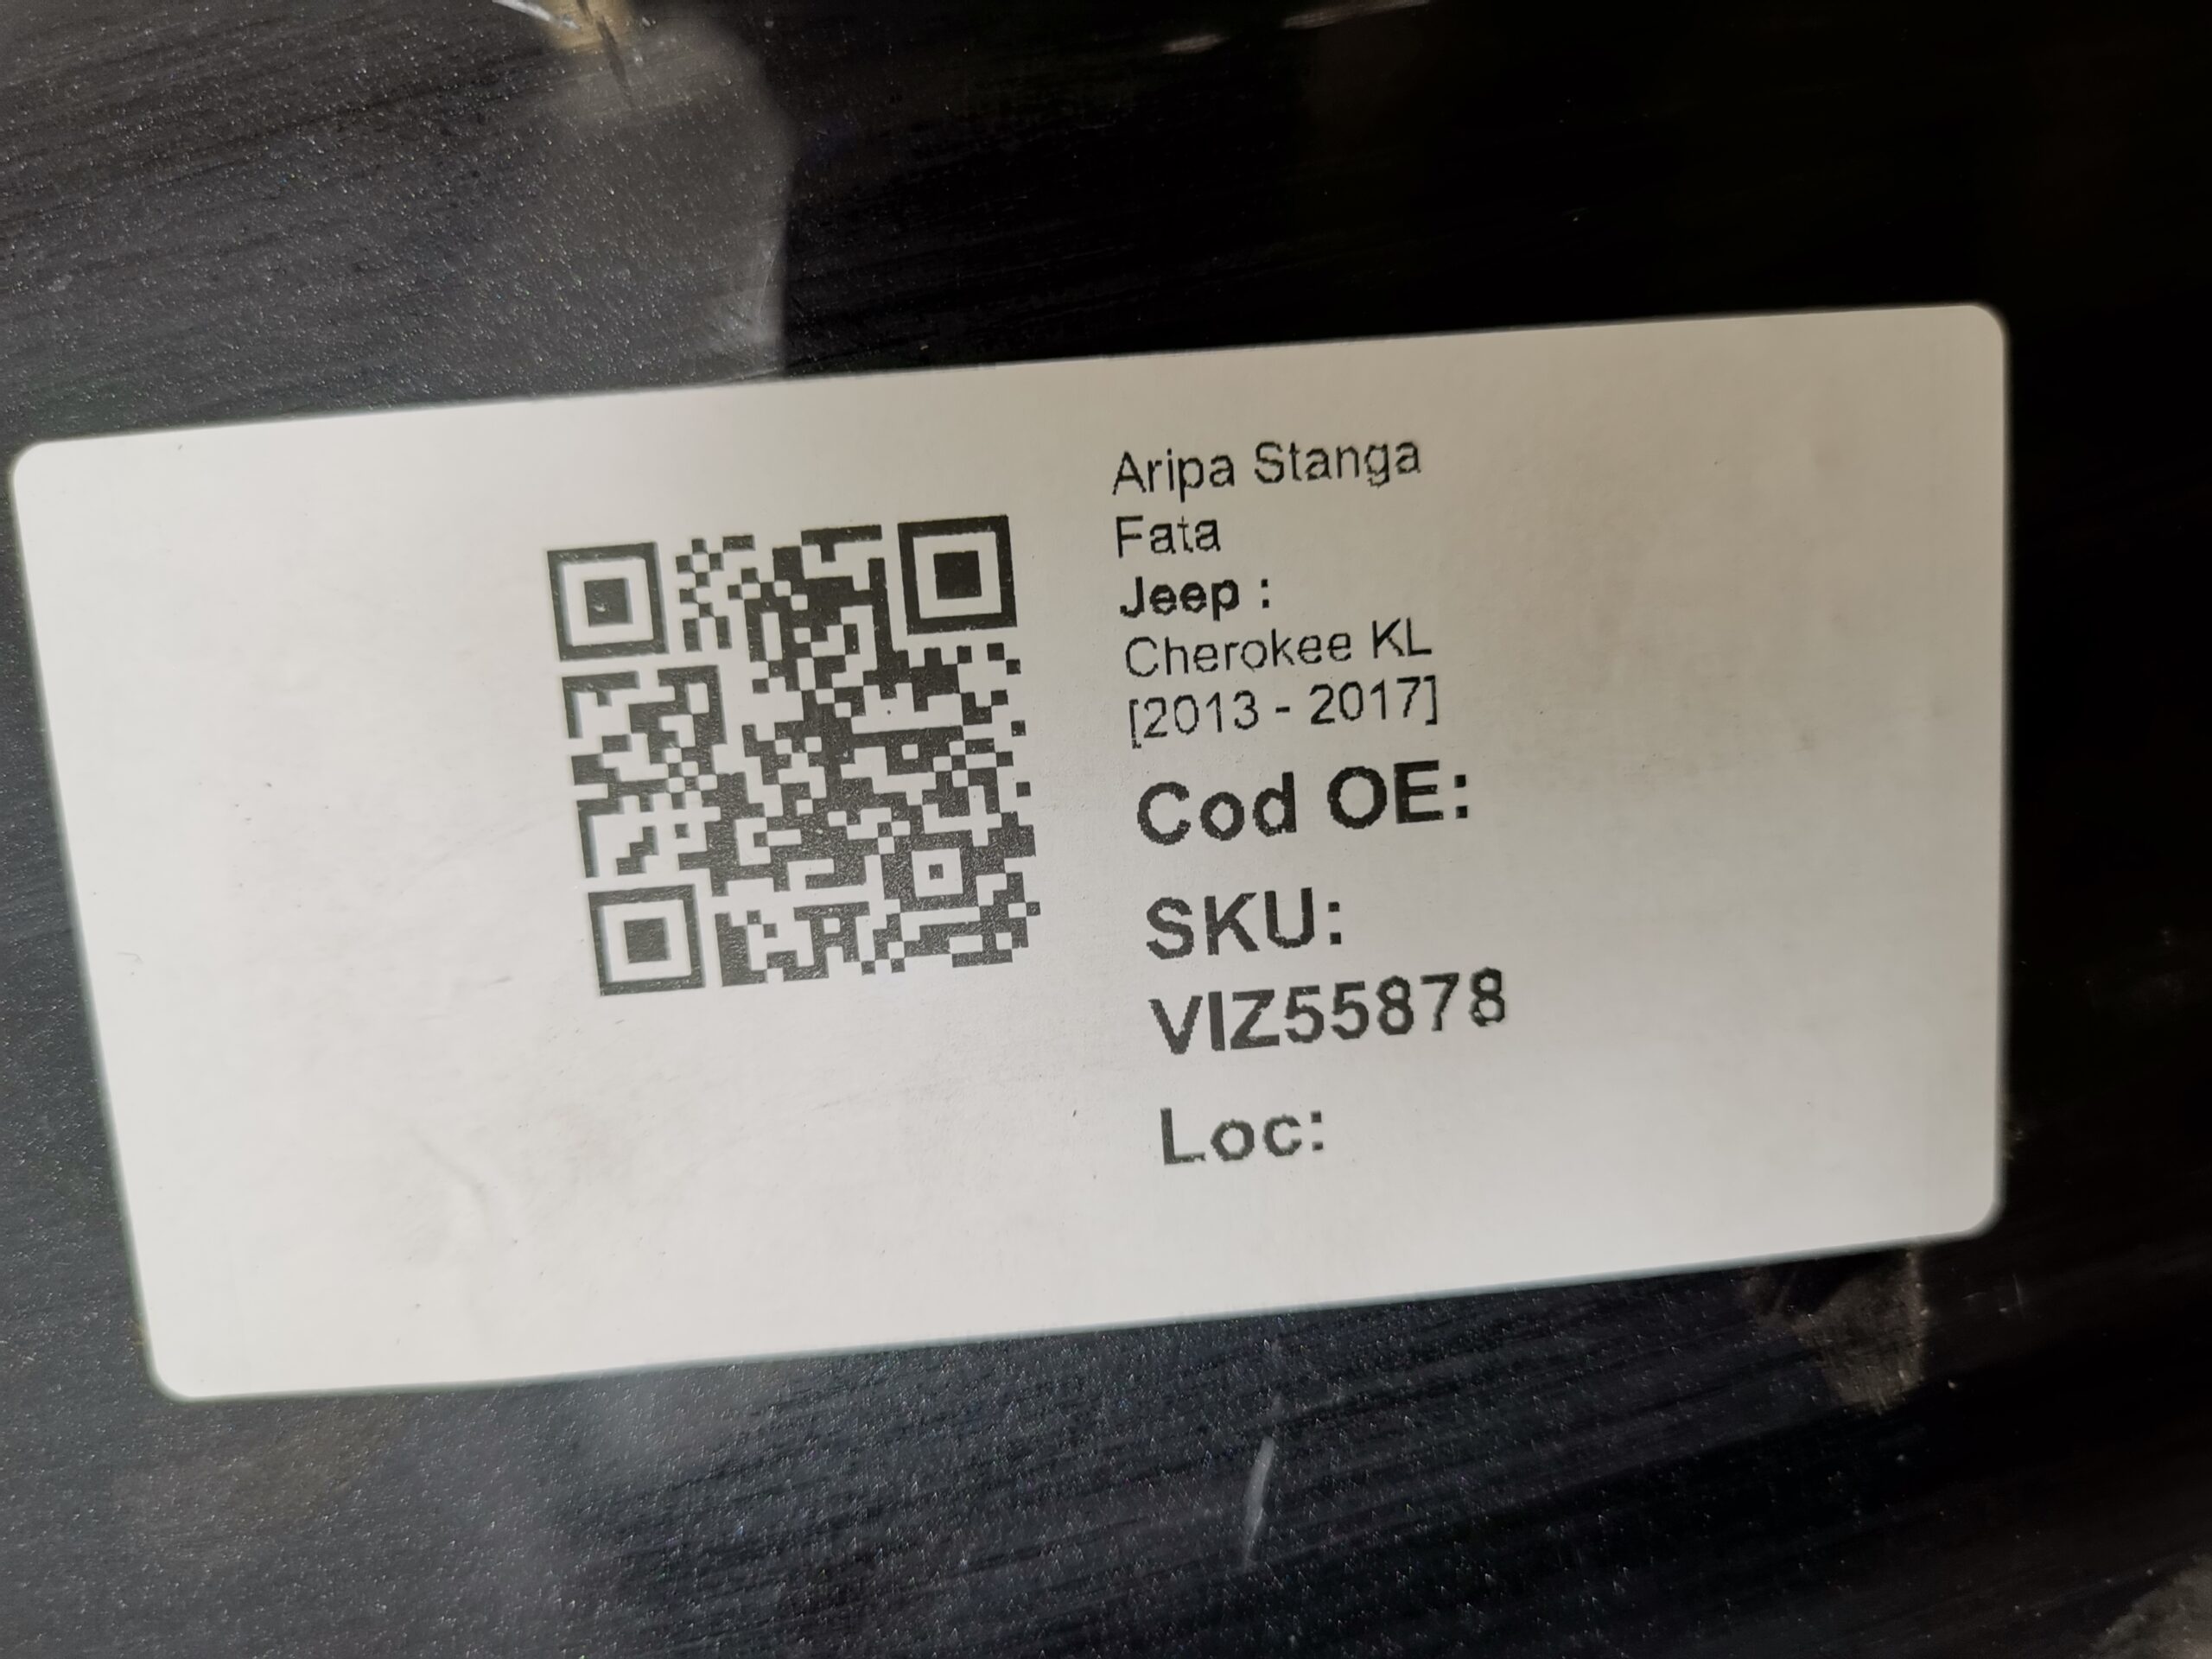 Aripa Stanga
Fata
Jeep :
Cherokee KL
[2013 - 2017]
Cod OE:
SKU:
VIZ55878
Loc: